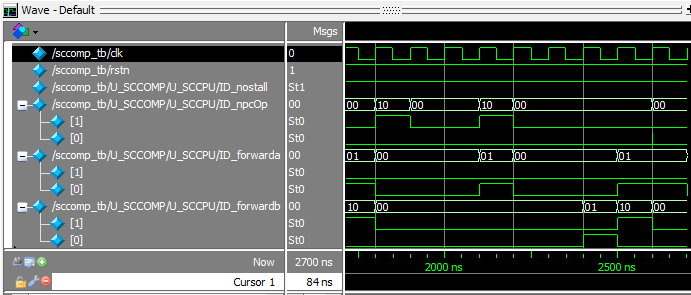 Wave - Default
Msgs
/sccomp_tb/clk 0
/sccomp_tb/rstn 1
/sccomp_tb/U_SCCOMP/U_SCCPU/ID_nostall St1
/sccomp_tb/U_SCCOMP/U_SCCPU/ID_npcOp 00 00 10 00 10 00 00
[1] St0
[0] St0
/sccomp_tb/U_SCCOMP/U_SCCPU/ID_forwarda 00 01 00 01 00 01
[1] St0
[0] St0
/sccomp_tb/U_SCCOMP/U_SCCPU/ID_forwardb 00 10 00 01 10 00
[1] St0
[0] St0
Now 2700 ns 2000 ns 2500 ns
Cursor 1 84 ns